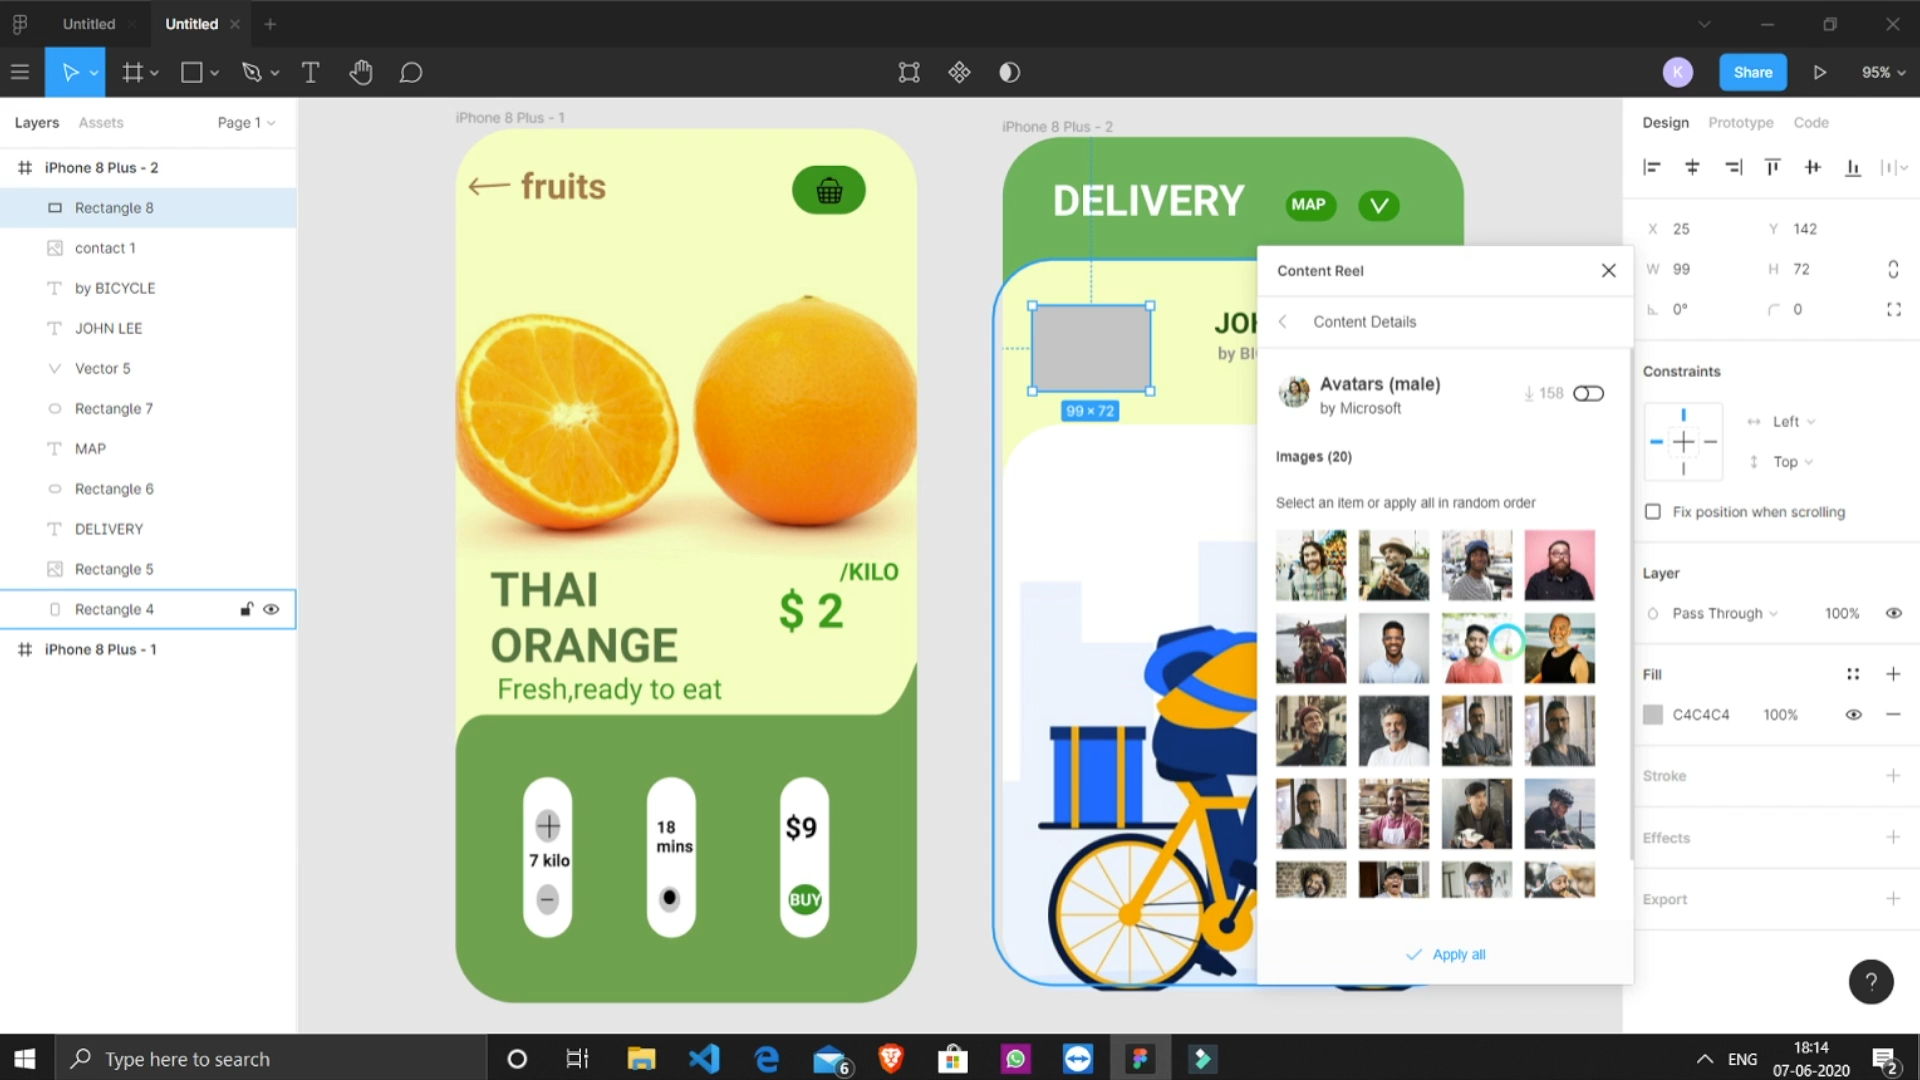 Untitled
Untitled
K
Share
95%
Layers
Assets
Page 1
iPhone 8 Plus - 2
Rectangle 8
contact 1
by BICYCLE
JOHN LEE
Vector 5
Rectangle 7
MAP
Rectangle 6
DELIVERY
Rectangle 5
Rectangle 4
iPhone 8 Plus - 1
iPhone 8 Plus - 1
fruits
THAI
ORANGE
/KILO
$ 2
Fresh,ready to eat
7 kilo
18
mins
$9
BUY
iPhone 8 Plus - 2
DELIVERY
MAP
99 × 72
JOH
by BI
Content Reel
Content Details
Avatars (male)
by Microsoft
158
Images (20)
Select an item or apply all in random order
Apply all
Design
Prototype
Code
X 25
Y 142
W 99
H 72
0°
0
Constraints
Left
Top
Fix position when scrolling
Layer
Pass Through
100%
Fill
C4C4C4
100%
Stroke
Effects
Export
?
Type here to search
6
ENG
18:14
07-06-2020
2